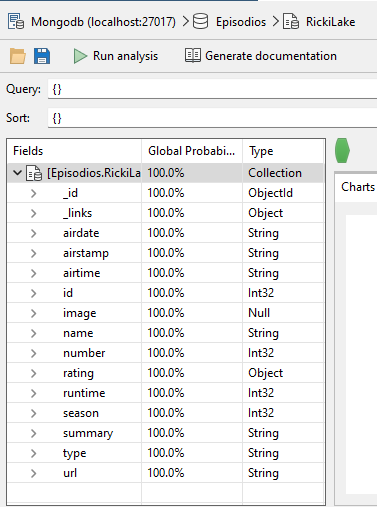 Mongodb (localhost:27017) Episodios RickiLake
Run analysis Generate documentation
Query: {}
Sort: {}
Fields Global Probabi... Type
[Episodios.RickiLa 100.0% Collection
_id 100.0% ObjectId
_links 100.0% Object
airdate 100.0% String
airstamp 100.0% String
airtime 100.0% String
id 100.0% Int32
image 100.0% Null
name 100.0% String
number 100.0% Int32
rating 100.0% Object
runtime 100.0% Int32
season 100.0% Int32
summary 100.0% String
type 100.0% String
url 100.0% String
Charts